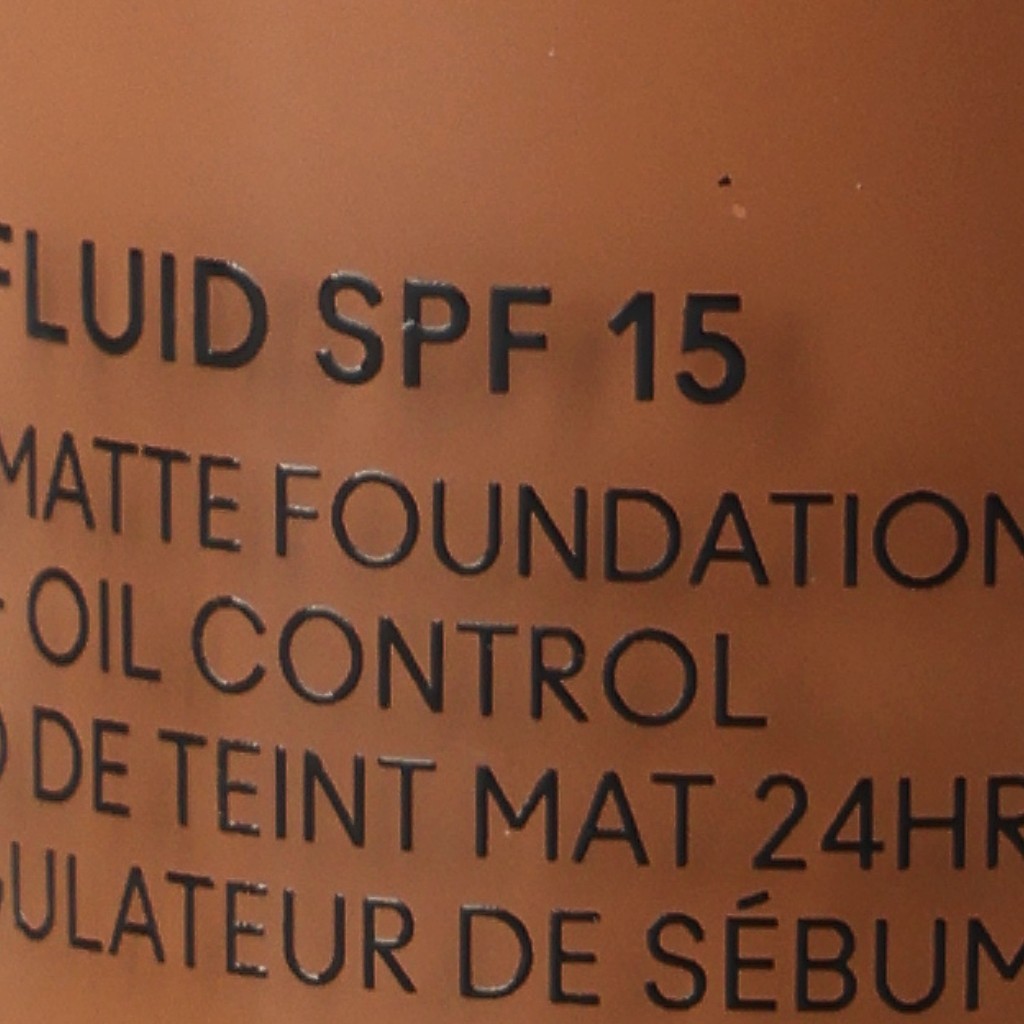 FLUID SPF 15
MATTE FOUNDATION
OIL CONTROL
DE TEINT MAT 24HR
ULATEUR DE SÉBUM